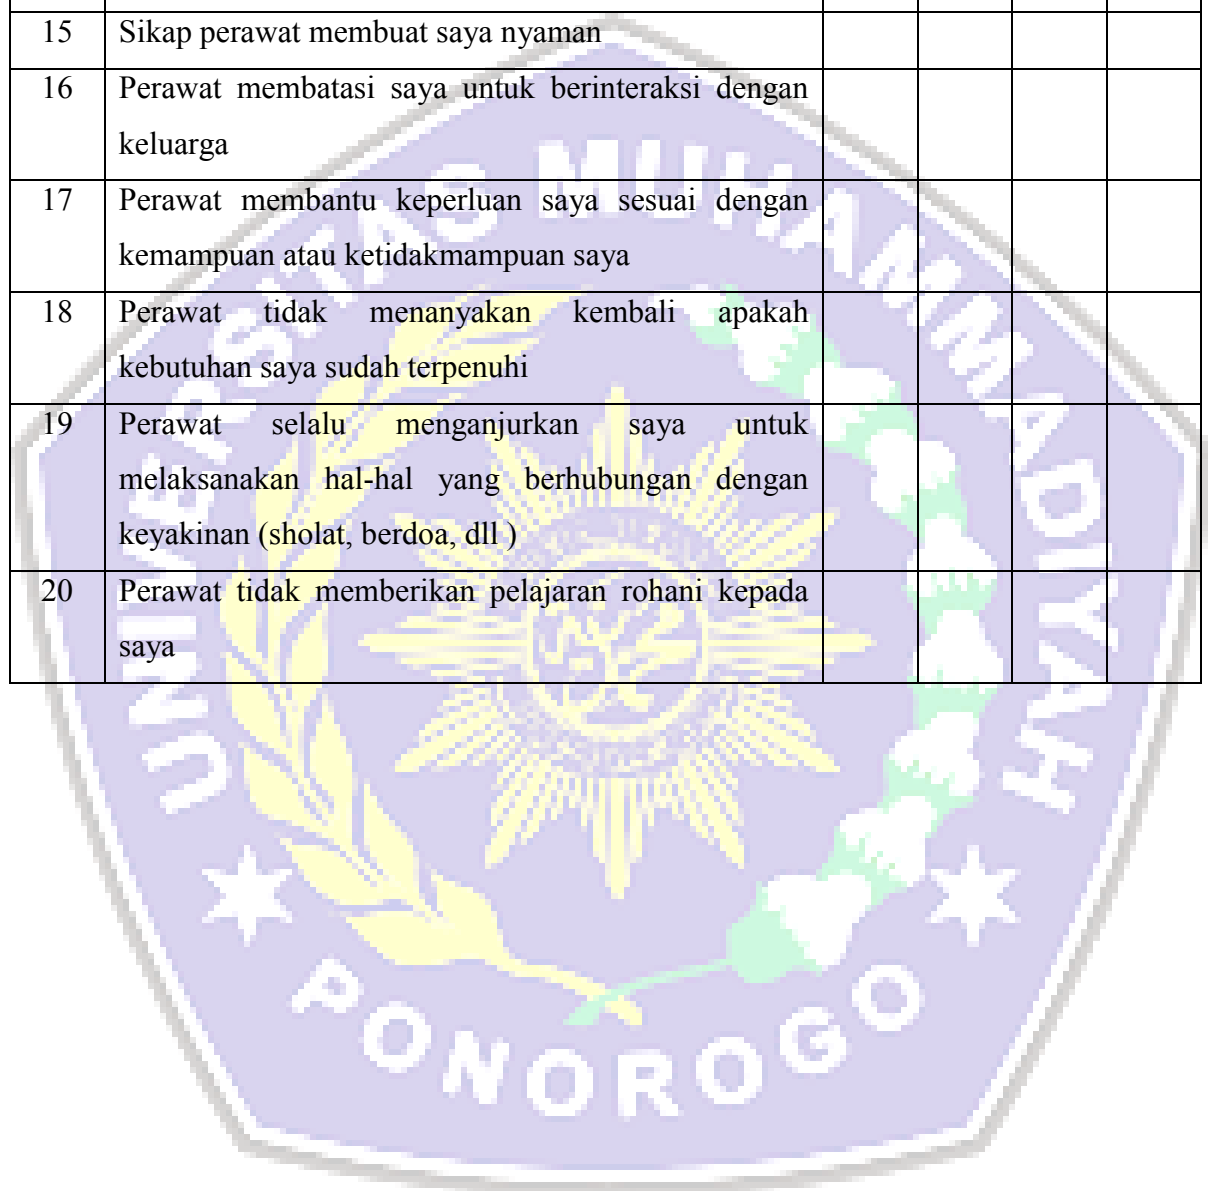 15 Sikap perawat membuat saya nyaman
16 Perawat membatasi saya untuk berinteraksi dengan
keluarga
17 Perawat membantu keperluan saya sesuai dengan
kemampuan atau ketidakmampuan saya
18 Perawat tidak menanyakan kembali apakah
kebutuhan saya sudah terpenuhi
19 Perawat selalu menganjurkan saya untuk
melaksanakan hal-hal yang berhubungan dengan
keyakinan (sholat, berdoa, dll )
20 Perawat tidak memberikan pelajaran rohani kepada
saya
UNIVERSITAS MUHAMMADIYAH
PONOROGO